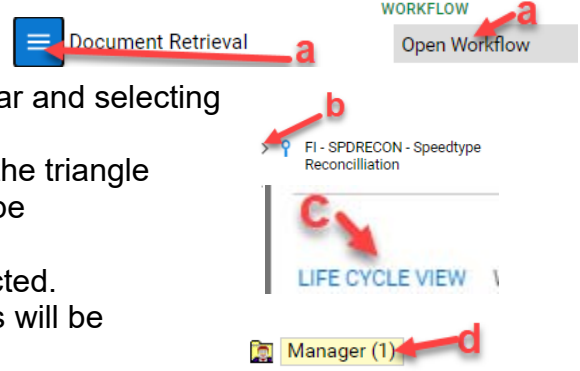 WORKFLOW
a
Document Retrieval
a
Open Workflow
ar and selecting
b
FI - SPDRECON - Speedtype
Reconcilliation
he triangle
pe
C
cted.
LIFE CYCLE VIEW
s will be
Manager (1)
d